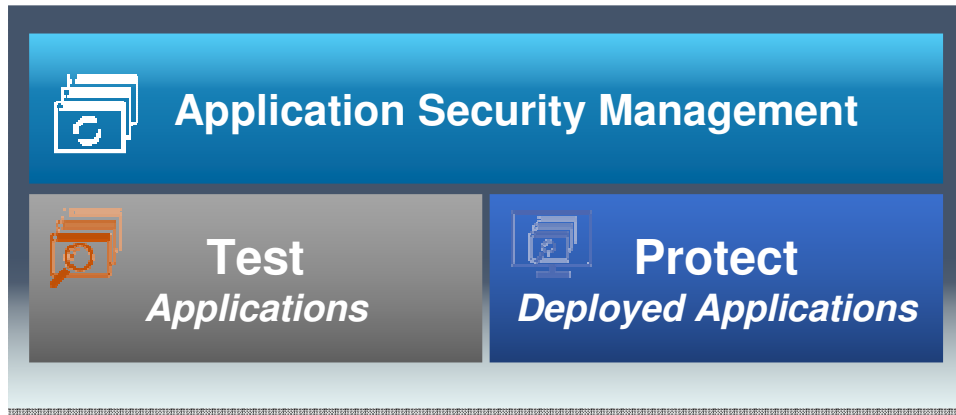 Application Security Management
Test
Applications
Protect
Deployed Applications